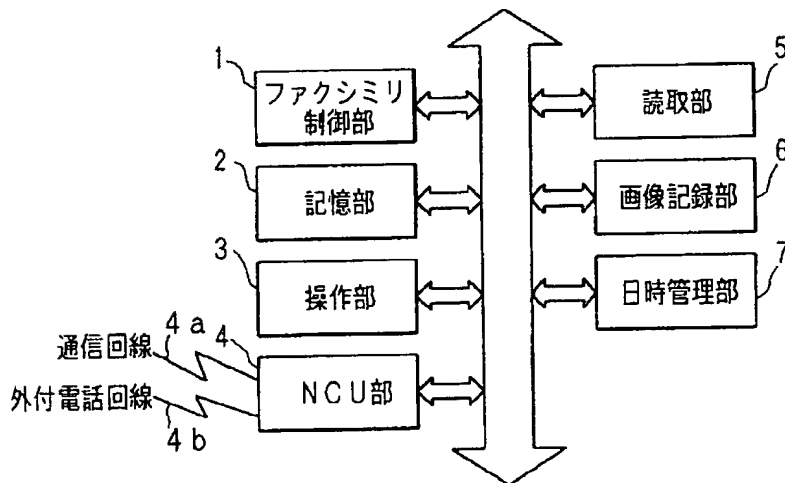 1
ファクシミリ
制御部
2
記憶部
3
操作部
通信回線
4a
4
NCU部
外付電話回線
4b
5
読取部
6
画像記録部
7
日時管理部